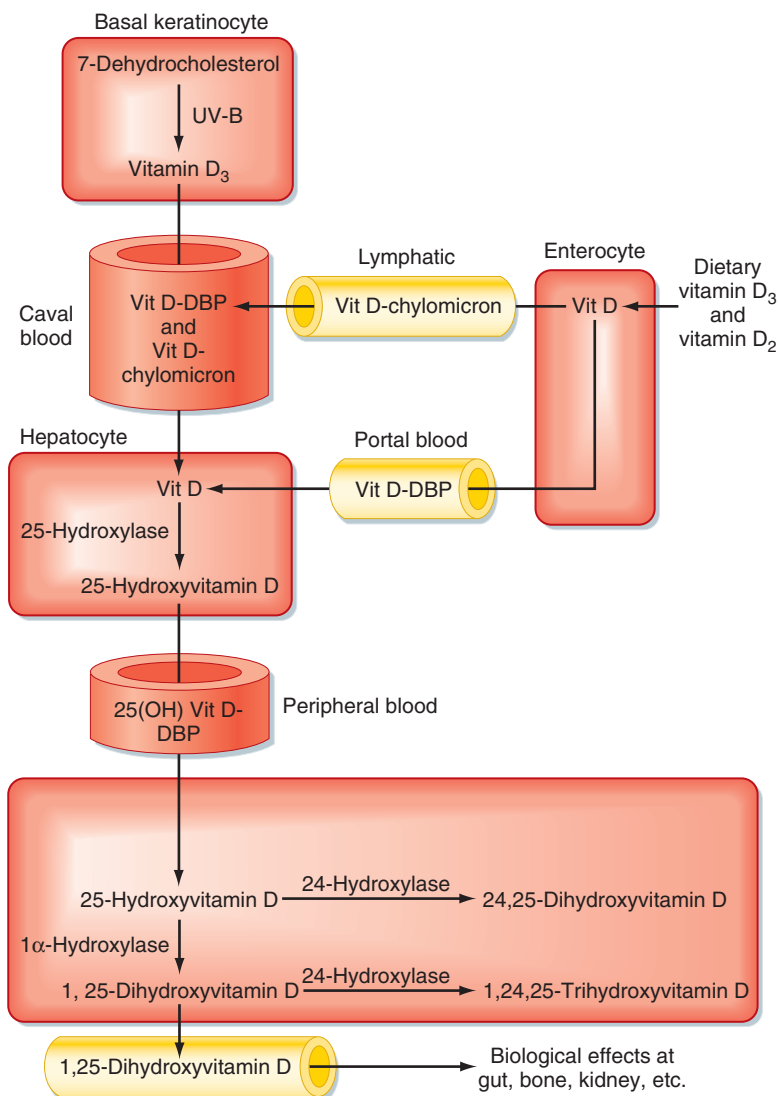 Basal keratinocyte
7-Dehydrocholesterol
UV-B
Vitamin D₃
Lymphatic
Enterocyte
Dietary
vitamin D₃
and
vitamin D₂
Caval
blood
Vit D-DBP
and
Vit D-
chylomicron
Vit D-chylomicron
Vit D
Hepatocyte
Portal blood
Vit D
Vit D-DBP
25-Hydroxylase
25-Hydroxyvitamin D
25(OH) Vit D-
DBP
Peripheral blood
25-Hydroxyvitamin D
24-Hydroxylase
24,25-Dihydroxyvitamin D
1α-Hydroxylase
1, 25-Dihydroxyvitamin D
24-Hydroxylase
1,24,25-Trihydroxyvitamin D
1,25-Dihydroxyvitamin D
Biological effects at
gut, bone, kidney, etc.